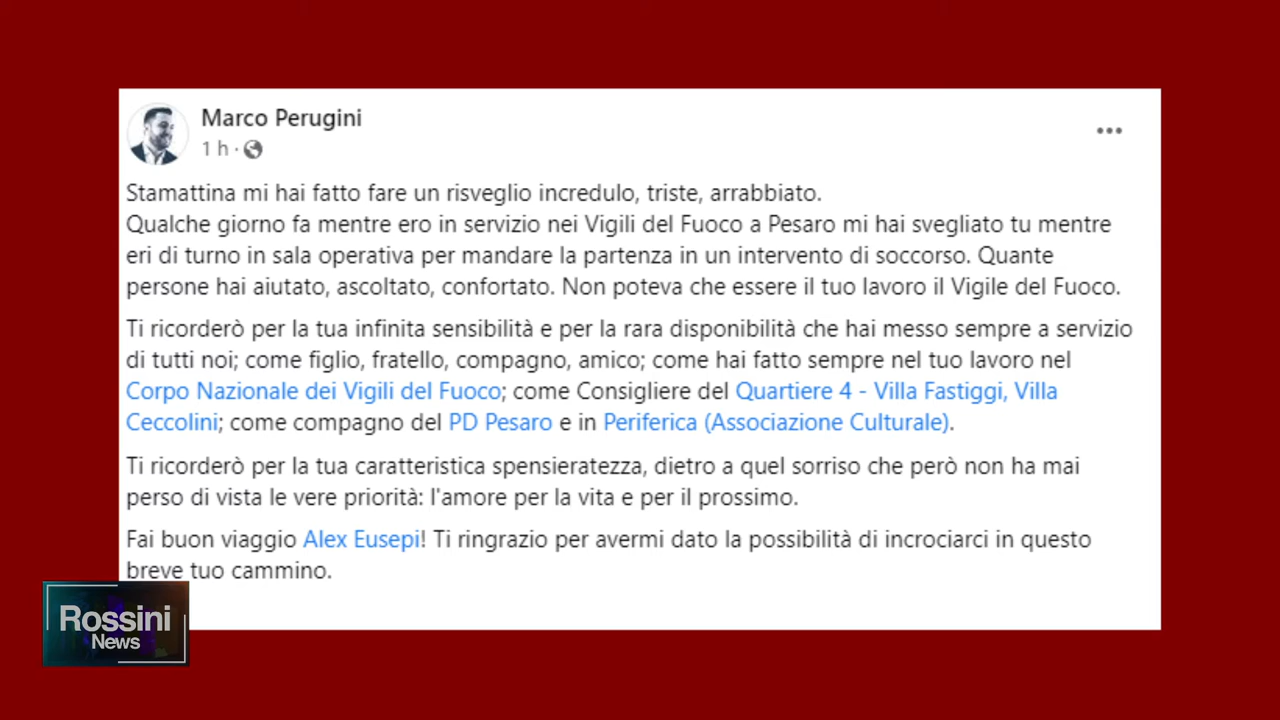 Marco Perugini
1 h ·
Stamattina mi hai fatto fare un risveglio incredulo, triste, arrabbiato.
Qualche giorno fa mentre ero in servizio nei Vigili del Fuoco a Pesaro mi hai svegliato tu mentre
eri di turno in sala operativa per mandare la partenza in un intervento di soccorso. Quante
persone hai aiutato, ascoltato, confortato. Non poteva che essere il tuo lavoro il Vigile del Fuoco.
Ti ricorderò per la tua infinita sensibilità e per la rara disponibilità che hai messo sempre a servizio
di tutti noi; come figlio, fratello, compagno, amico; come hai fatto sempre nel tuo lavoro nel
Corpo Nazionale dei Vigili del Fuoco; come Consigliere del Quartiere 4 - Villa Fastiggi, Villa
Ceccolini; come compagno del PD Pesaro e in Periferica (Associazione Culturale).
Ti ricorderò per la tua caratteristica spensieratezza, dietro a quel sorriso che però non ha mai
perso di vista le vere priorità: l'amore per la vita e per il prossimo.
Fai buon viaggio Alex Eusepi! Ti ringrazio per avermi dato la possibilità di incrociarci in questo
breve tuo cammino.
Rossini
News